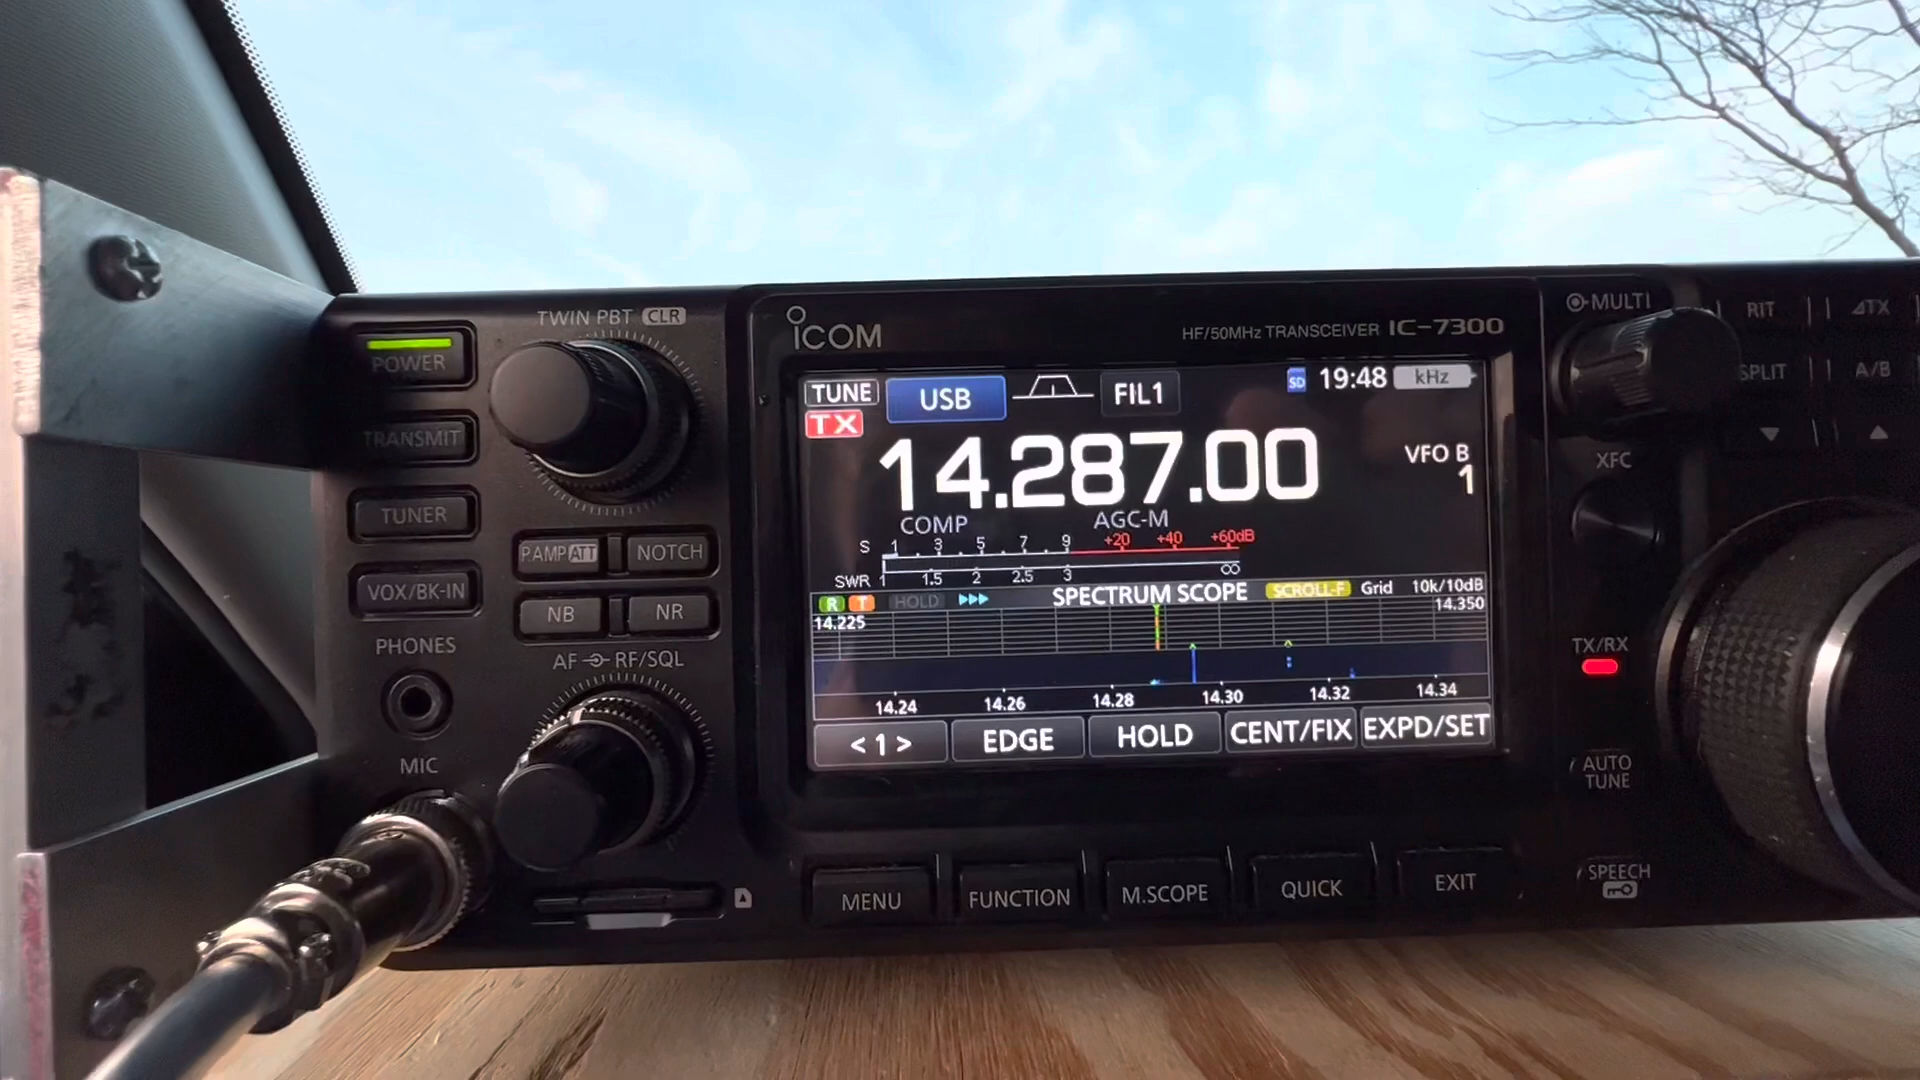 TWIN PBT CLR
POWER
TRANSMIT
TUNER
VOX/BK-IN
P.AMP ATT
NOTCH
NB
NR
PHONES
AF RF/SQL
MIC
ICOM
HF/50MHz TRANSCEIVER IC-7300
TUNE USB FIL1 SD 19:48 kHz
TX
14.287.00
VFO B
1
COMP AGC-M
S 1 3 5 7 9 +20 +40 +60dB
SWR 1 1.5 2 2.5 3 ∞
R T HOLD SPECTRUM SCOPE SCROLL-F Grid 10k/10dB
14.225 14.350
14.24 14.26 14.28 14.30 14.32 14.34
< 1 > EDGE HOLD CENT/FIX EXPD/SET
MENU FUNCTION M.SCOPE QUICK EXIT
MULTI
RIT
⊿TX
SPLIT
A/B
XFC
TX/RX
AUTO
TUNE
SPEECH